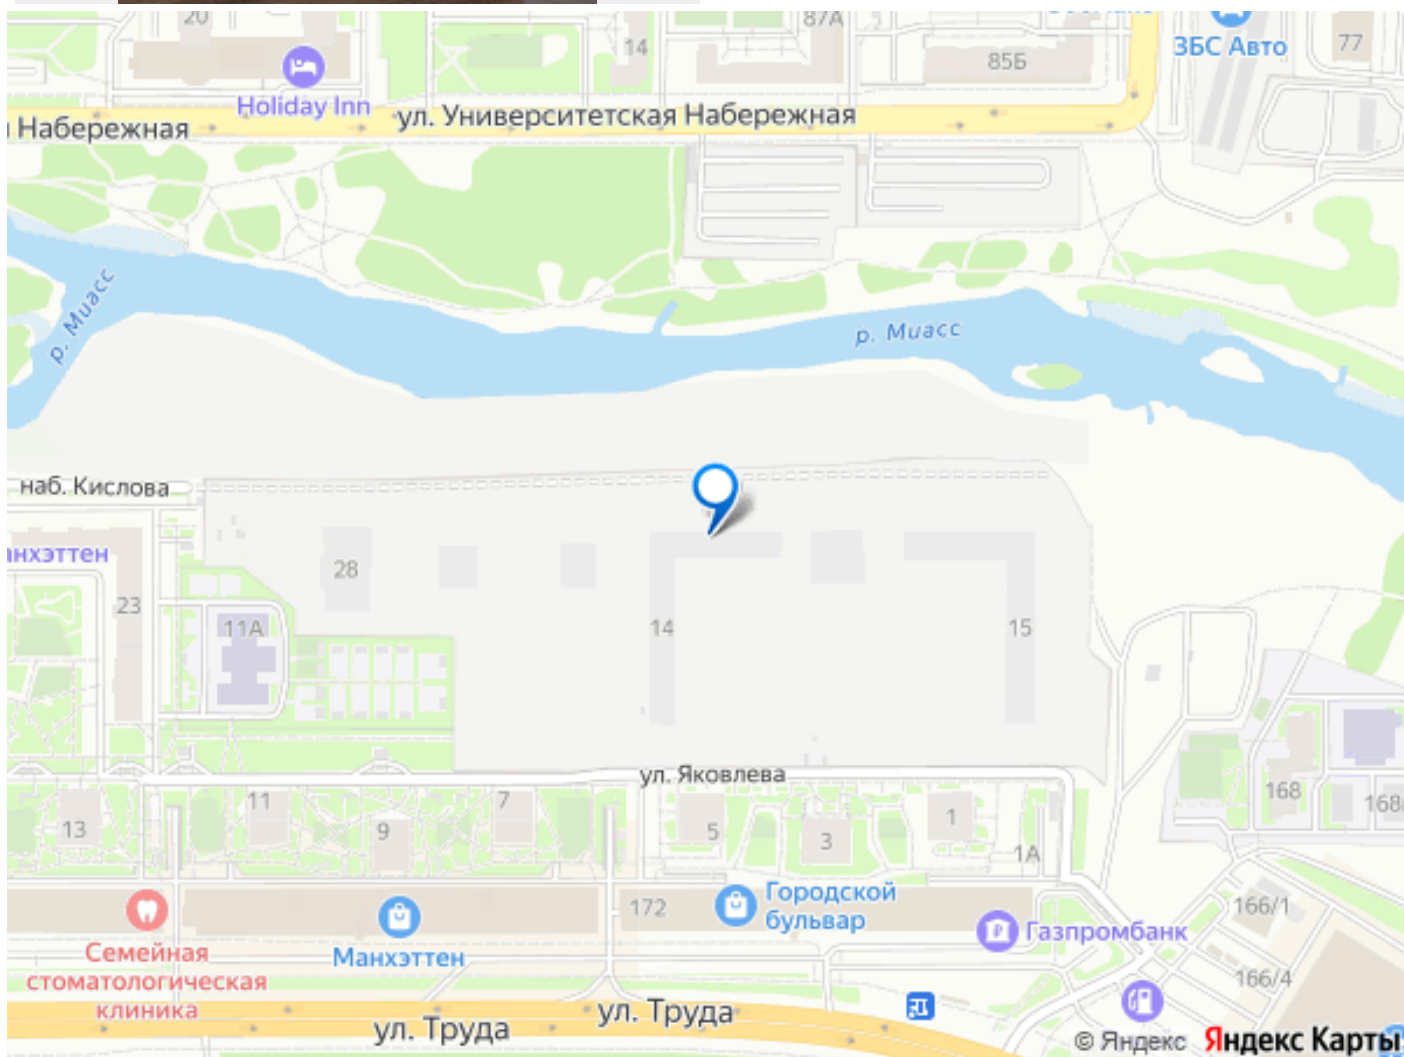 20
87А
14
ЗБС Авто
77
85Б
Holiday Inn
ул. Университетская Набережная
Набережная
р. Миасс
р. Миасс
наб. Кислова
нхэттен
28
23
11А
14
15
ул. Яковлева
13
11
9
7
5
3
1
1А
168
168
172
Городской
бульвар
166/1
Газпромбанк
Семейная
стоматологическая
клиника
Манхэттен
166/4
ул. Труда
ул. Труда
© Яндекс Яндекс Карты